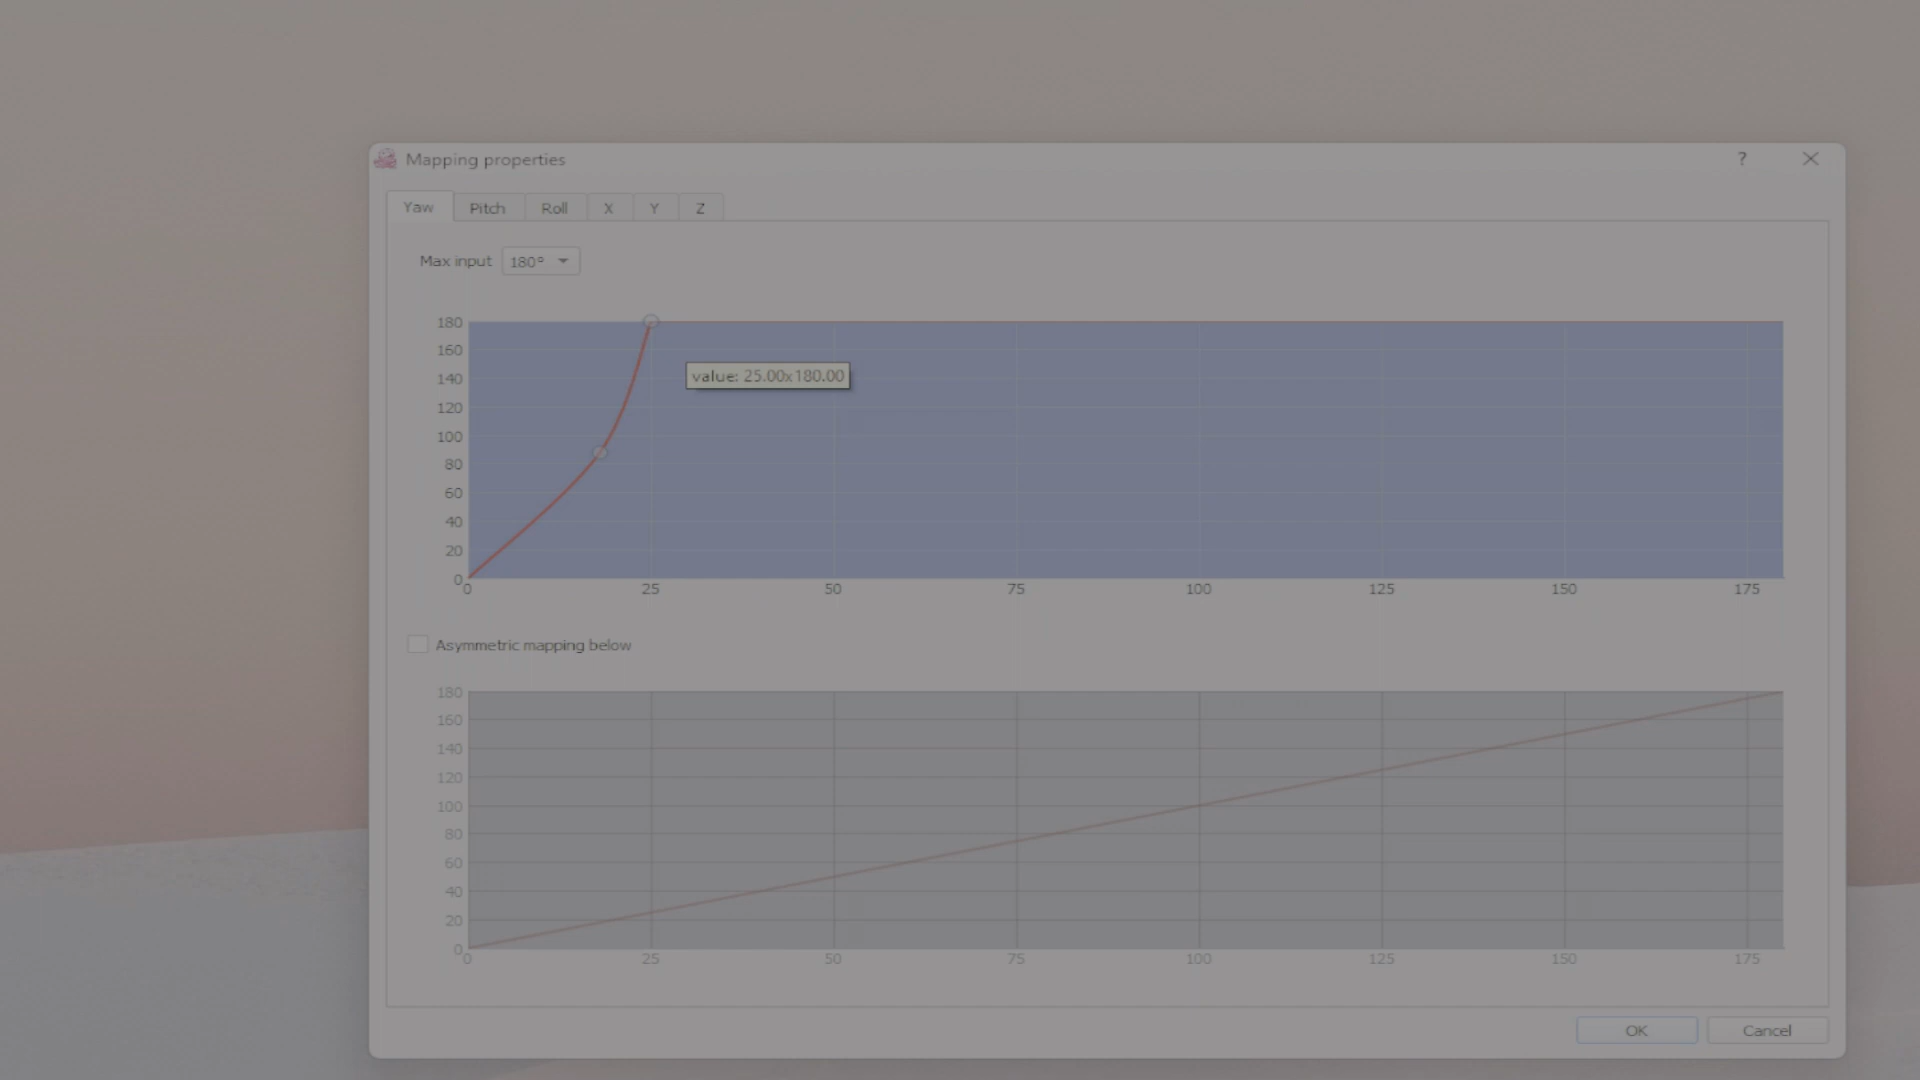 Mapping properties
?
Yaw Pitch Roll X Y Z
Max input 180°
180
160
140
120
100
80
60
40
20
0
0 25 50 75 100 125 150 175
value: 25.00x180.00
Asymmetric mapping below
180
160
140
120
100
80
60
40
20
0
0 25 50 75 100 125 150 175
OK Cancel